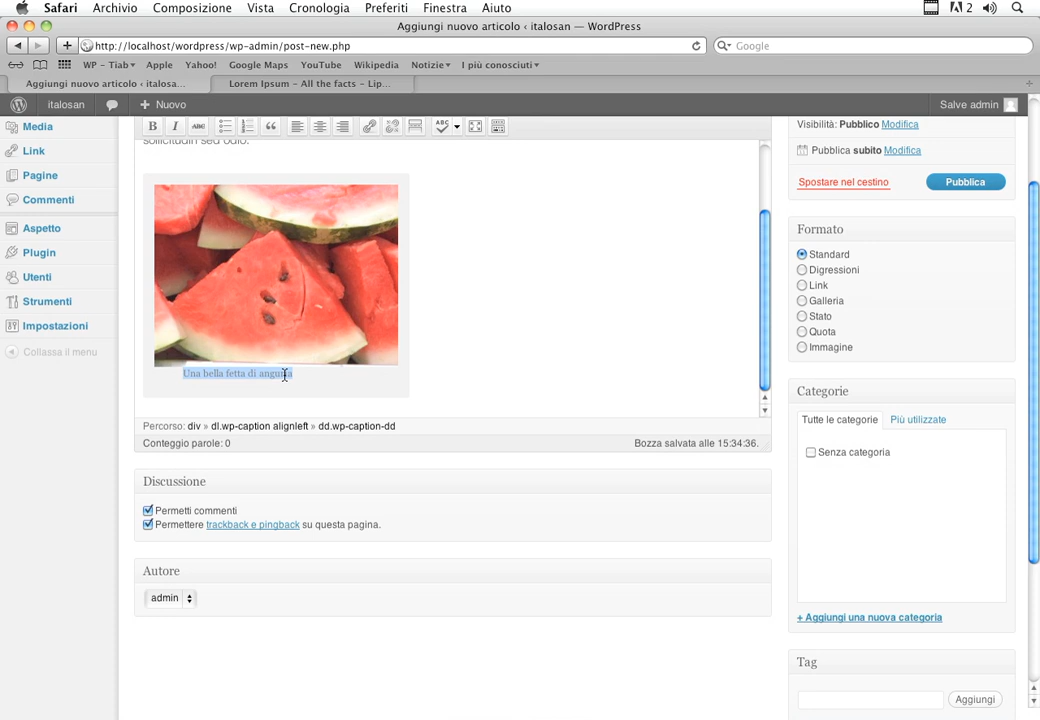 Safari Archivio Composizione Vista Cronologia Preferiti Finestra Aiuto 2
Aggiungi nuovo articolo ‹ italosan — WordPress
http://localhost/wordpress/wp-admin/post-new.php
Google
WP – Tiab Apple Yahoo! Google Maps YouTube Wikipedia Notizie I più conosciuti
Aggiungi nuovo articolo ‹ italosa... Lorem Ipsum – All the facts – Lip...
italosan + Nuovo Salve admin
Media
Link
Pagine
Commenti
Aspetto
Plugin
Utenti
Strumenti
Impostazioni
Collassa il menu
B I ABC ABC
sollicitudin sed odio.
Una bella fetta di anguria
Percorso: div » dl.wp-caption alignleft » dd.wp-caption-dd
Conteggio parole: 0 Bozza salvata alle 15:34:36.
Discussione
Permetti commenti
Permettere trackback e pingback su questa pagina.
Autore
admin
Visibilità: Pubblico Modifica
Pubblica subito Modifica
Spostare nel cestino Pubblica
Formato
Standard
Digressioni
Link
Galleria
Stato
Quota
Immagine
Categorie
Tutte le categorie Più utilizzate
Senza categoria
+ Aggiungi una nuova categoria
Tag
Aggiungi